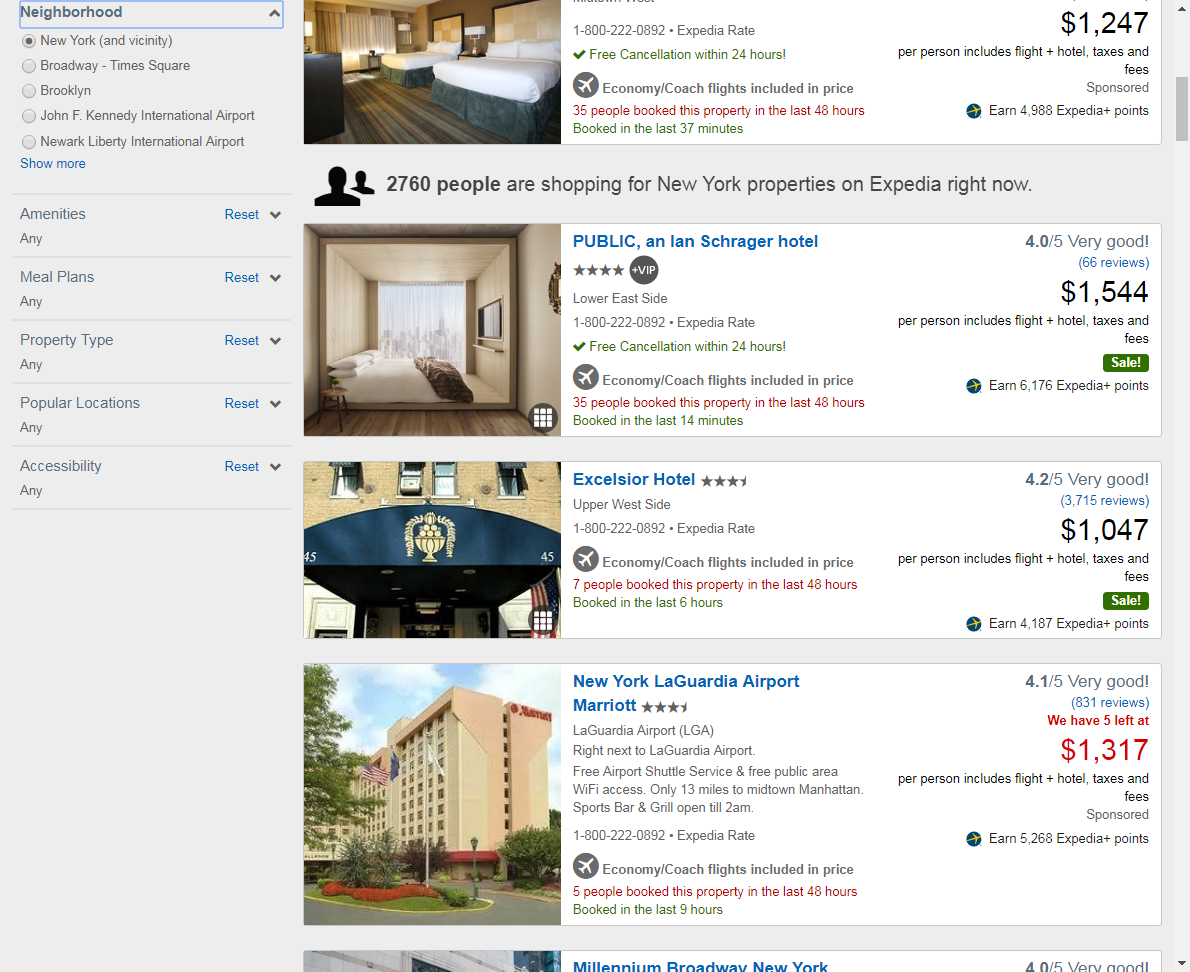 Neighborhood
New York (and vicinity)
Broadway - Times Square
Brooklyn
John F. Kennedy International Airport
Newark Liberty International Airport
Show more
Amenities Reset
Any
Meal Plans Reset
Any
Property Type Reset
Any
Popular Locations Reset
Any
Accessibility Reset
Any
Midtown West
1-800-222-0892 • Expedia Rate
Free Cancellation within 24 hours!
Economy/Coach flights included in price
35 people booked this property in the last 48 hours
Booked in the last 37 minutes
$1,247
per person includes flight + hotel, taxes and
fees
Sponsored
Earn 4,988 Expedia+ points
2760 people are shopping for New York properties on Expedia right now.
PUBLIC, an Ian Schrager hotel
+VIP
Lower East Side
1-800-222-0892 • Expedia Rate
Free Cancellation within 24 hours!
Economy/Coach flights included in price
35 people booked this property in the last 48 hours
Booked in the last 14 minutes
4.0/5 Very good!
(66 reviews)
$1,544
per person includes flight + hotel, taxes and
fees
Sale!
Earn 6,176 Expedia+ points
45
45
Excelsior Hotel
Upper West Side
1-800-222-0892 • Expedia Rate
Economy/Coach flights included in price
7 people booked this property in the last 48 hours
Booked in the last 6 hours
4.2/5 Very good!
(3,715 reviews)
$1,047
per person includes flight + hotel, taxes and
fees
Sale!
Earn 4,187 Expedia+ points
Marriott
New York LaGuardia Airport
Marriott
LaGuardia Airport (LGA)
Right next to LaGuardia Airport.
Free Airport Shuttle Service & free public area
WiFi access. Only 13 miles to midtown Manhattan.
Sports Bar & Grill open till 2am.
1-800-222-0892 • Expedia Rate
Economy/Coach flights included in price
5 people booked this property in the last 48 hours
Booked in the last 9 hours
4.1/5 Very good!
(831 reviews)
We have 5 left at
$1,317
per person includes flight + hotel, taxes and
fees
Sponsored
Earn 5,268 Expedia+ points
Millennium Broadway New York
4.0/5 Very good!